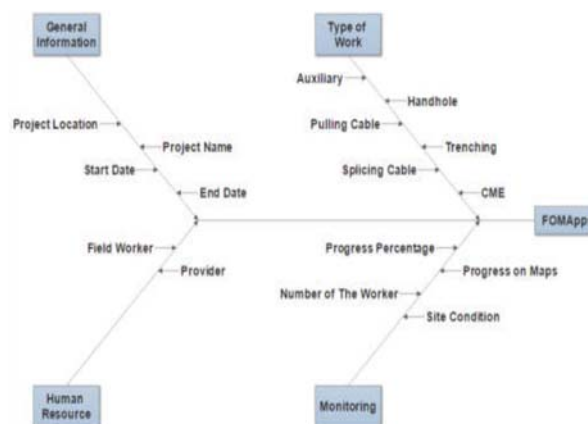 General
Information
Type of
Work
Auxiliary
Handhole
Project Location
Pulling Cable
Project Name
Trenching
Start Date
Splicing Cable
End Date
CME
FOMApp
Field Worker
Progress Percentage
Provider
Progress on Maps
Number of The Worker
Site Condition
Human
Resource
Monitoring